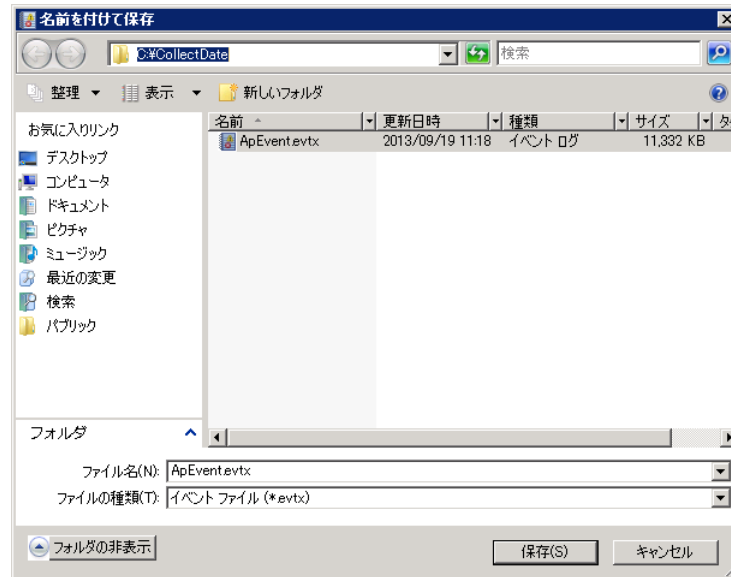 名前を付けて保存
C:¥CollectDate
検索
整理 表示 新しいフォルダ
お気に入りリンク
デスクトップ
コンピュータ
ドキュメント
ピクチャ
ミュージック
最近の変更
検索
パブリック
名前 更新日時 種類 サイズ タ
ApEvent.evtx 2013/09/19 11:18 イベント ログ 11,332 KB
フォルダ
ファイル名(N): ApEvent.evtx
ファイルの種類(T): イベント ファイル (*.evtx)
フォルダの非表示 保存(S) キャンセル